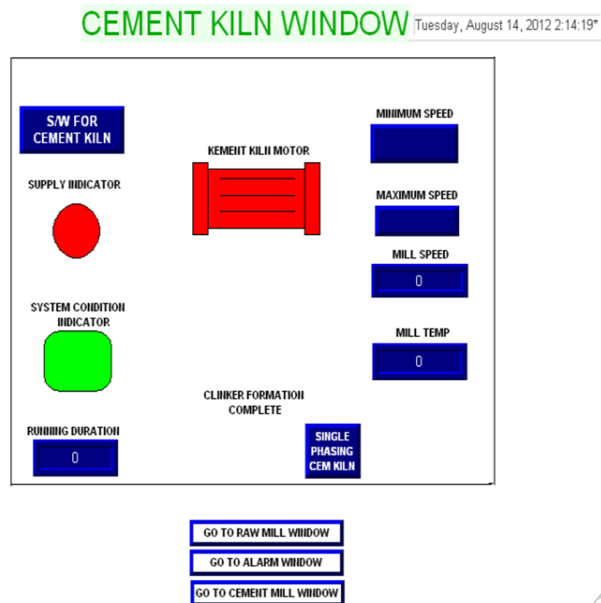 CEMENT KILN WINDOW
Tuesday, August 14, 2012 2:14:19*
S/W FOR
CEMENT KILN
MINIMUM SPEED
KEMENT KILN MOTOR
SUPPLY INDICATOR
MAXIMUM SPEED
MILL SPEED
0
SYSTEM CONDITION
INDICATOR
MILL TEMP
0
CLINKER FORMATION
COMPLETE
RUNNING DURATION
0
SINGLE
PHASING
CEM KILN
GO TO RAW MILL WINDOW
GO TO ALARM WINDOW
GO TO CEMENT MILL WINDOW